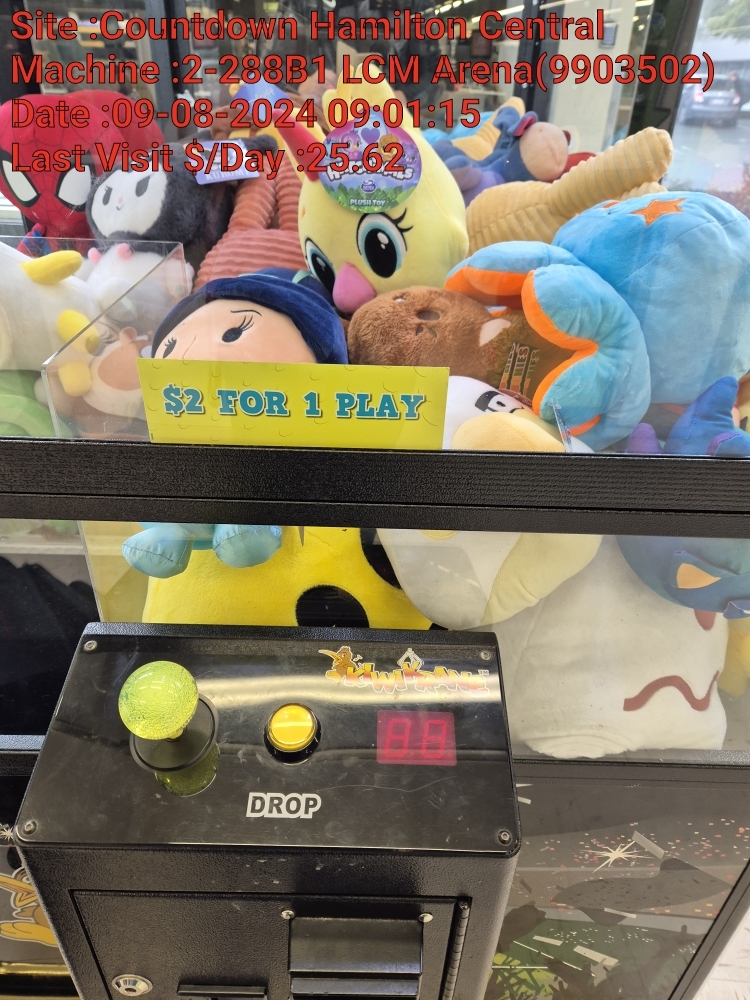 Site :Countdown Hamilton Central
Machine :2-288B1 LCM Arena(9903502)
Date :09-08-2024 09:01:15
Last Visit $/Day :25.62
PLUSH TOY
$2 FOR 1 PLAY
KIWIKRANE
DROP